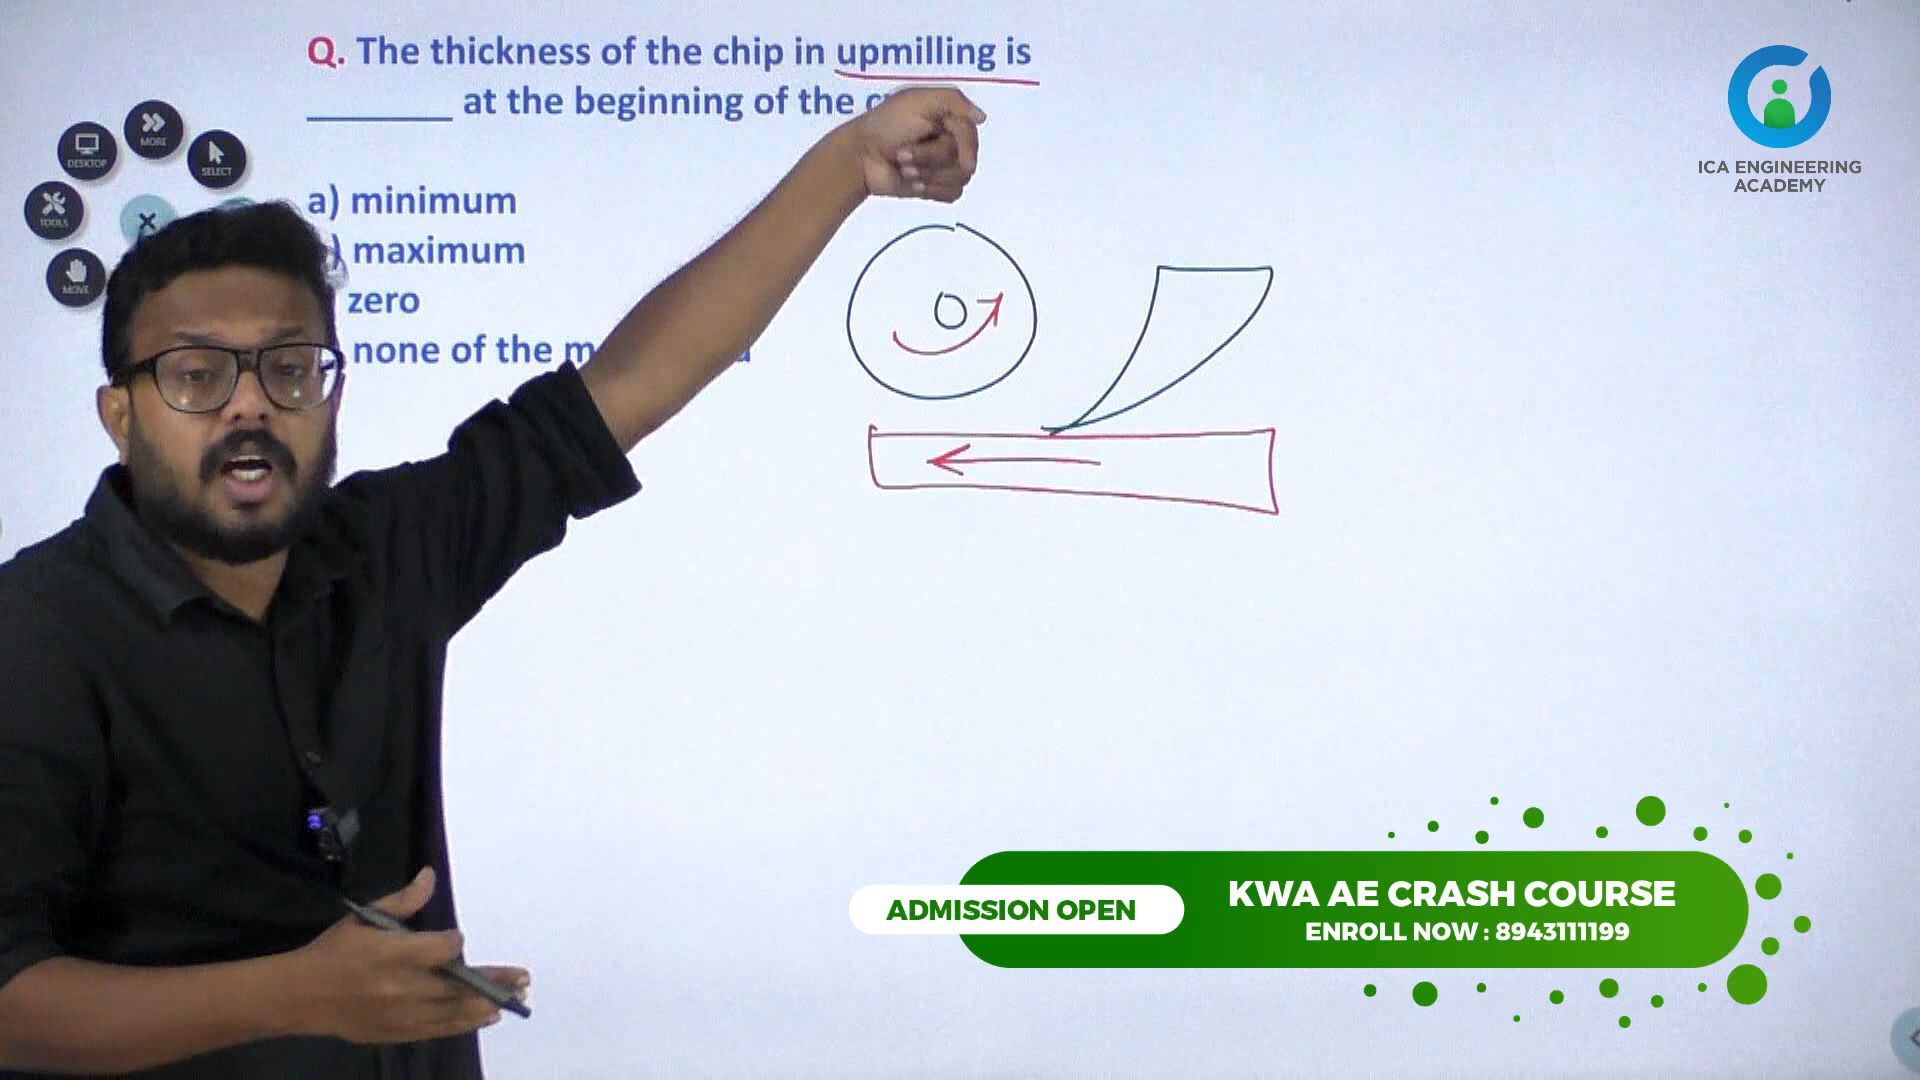 Q. The thickness of the chip in upmilling is
________ at the beginning of the
a) minimum
) maximum
zero
none of the
MORE
DESKTOP
SELECT
TOOLS
MOVE
ICA ENGINEERING
ACADEMY
ADMISSION OPEN
KWA AE CRASH COURSE
ENROLL NOW : 8943111199